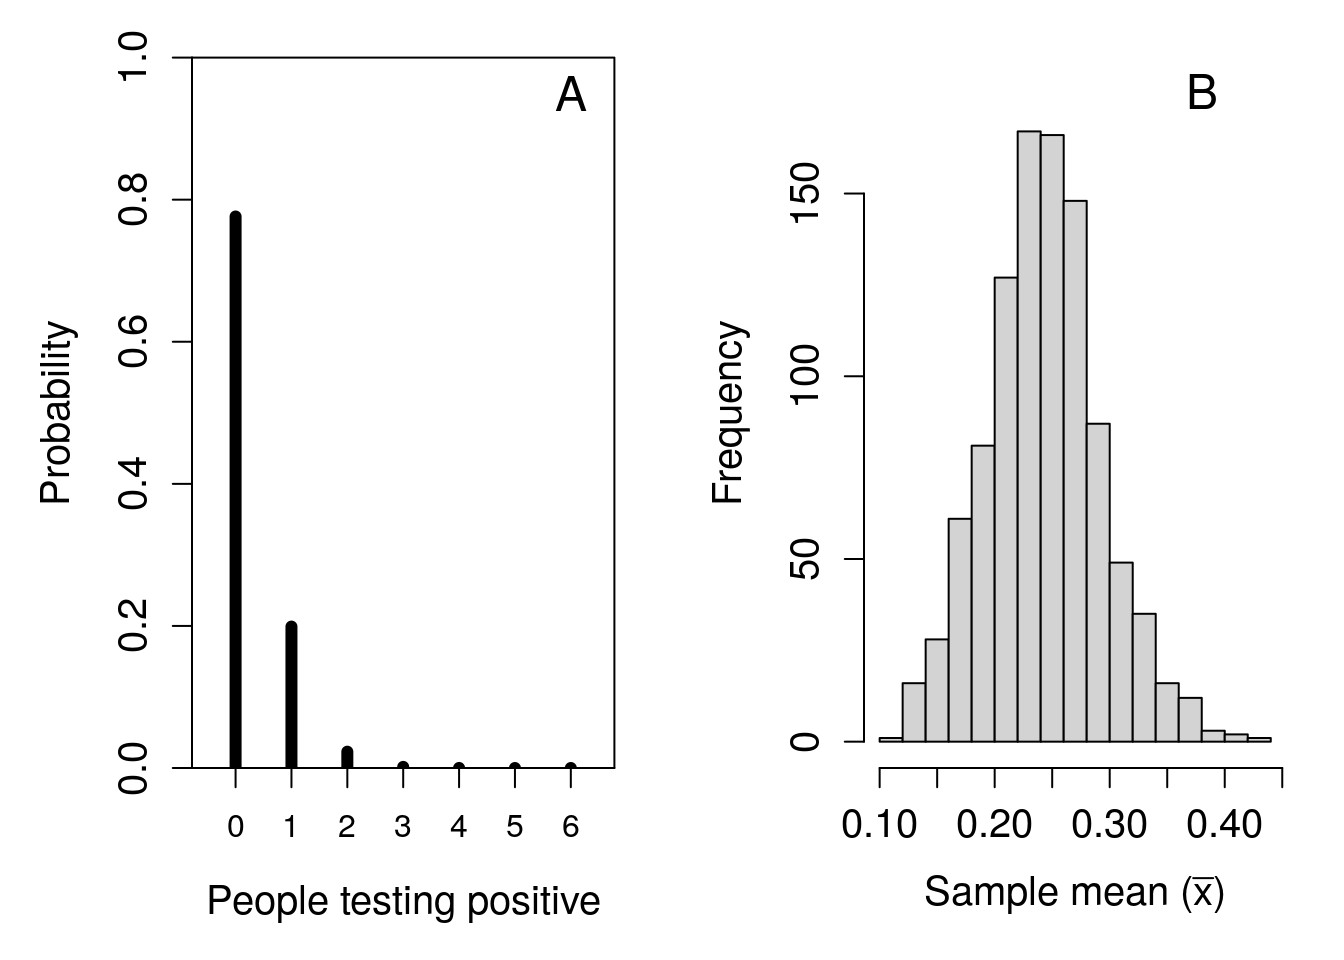 A
1.0
0.8
0.6
0.4
0.2
0.0
Probability
0 1 2 3 4 5 6
People testing positive
B
150
100
50
0
Frequency
0.10 0.20 0.30 0.40
Sample mean (x̅)